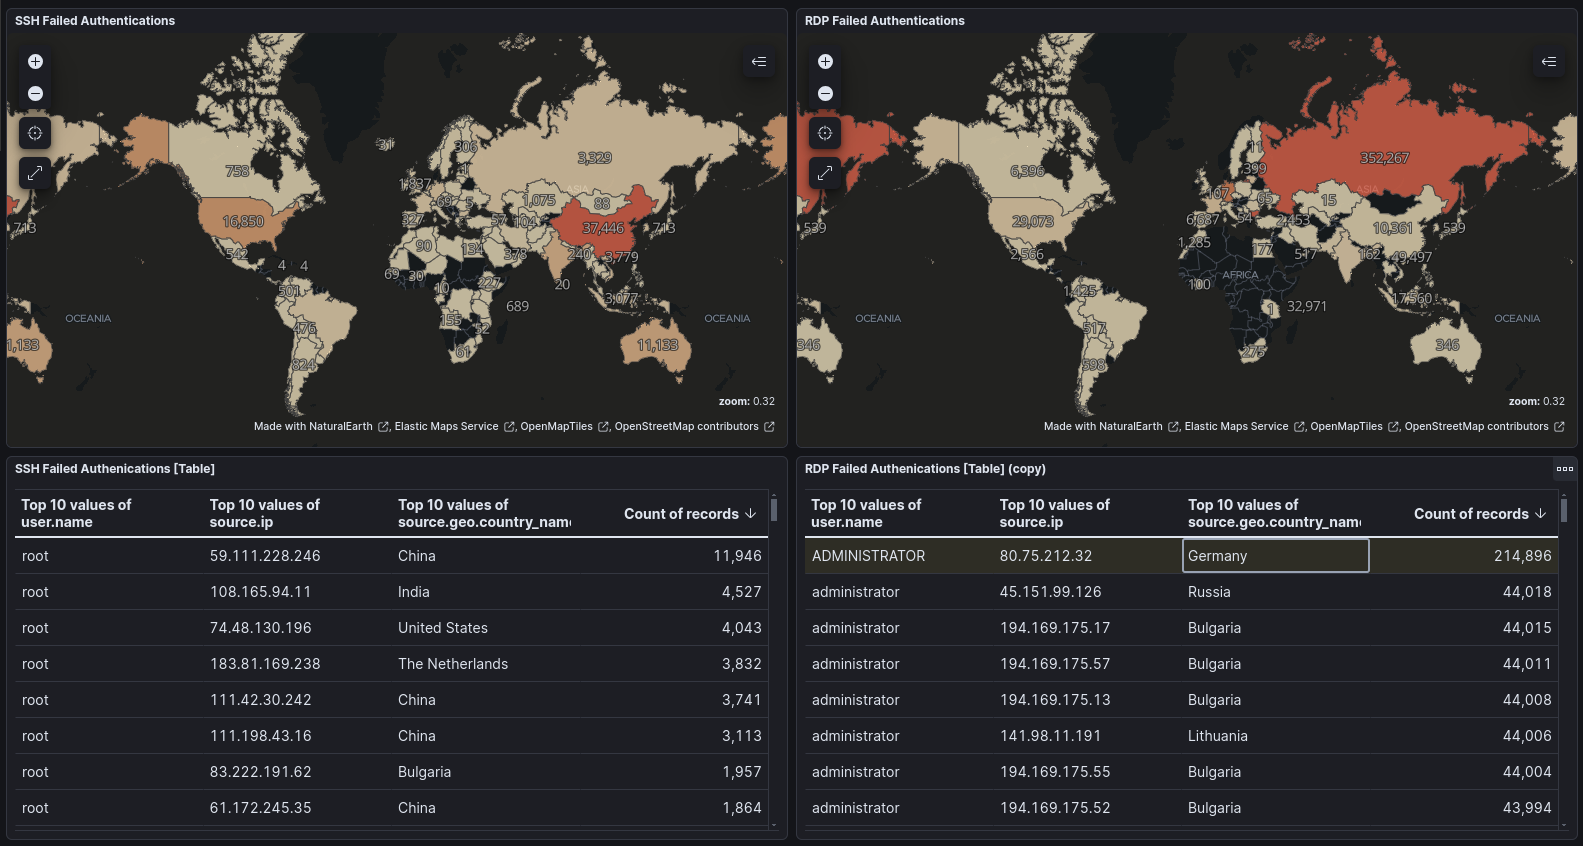 SSH Failed Authentications
31
306
1
3,329
758
1,837
ASIA
69
5
1,075
88
713
16,850
327
57
104
37,446
713
542
90
134
378
240
3,779
4
4
69
30
10
227
20
501
689
3,077
OCEANIA
OCEANIA
476
155
52
1,133
61
11,133
824
zoom: 0.32
Made with NaturalEarth , Elastic Maps Service , OpenMapTiles , OpenStreetMap contributors
RDP Failed Authentications
11
352,267
6,396
399
107
ASIA
65
15
539
29,073
6,687
54
2,453
10,361
539
2,566
1,285
177
517
162
49,497
AFRICA
100
1,425
32,971
1
17,560
OCEANIA
OCEANIA
517
346
275
346
598
zoom: 0.32
Made with NaturalEarth , Elastic Maps Service , OpenMapTiles , OpenStreetMap contributors
SSH Failed Authenications [Table]
Top 10 values of user.name Top 10 values of source.ip Top 10 values of source.geo.country_name Count of records
root 59.111.228.246 China 11,946
root 108.165.94.11 India 4,527
root 74.48.130.196 United States 4,043
root 183.81.169.238 The Netherlands 3,832
root 111.42.30.242 China 3,741
root 111.198.43.16 China 3,113
root 83.222.191.62 Bulgaria 1,957
root 61.172.245.35 China 1,864
RDP Failed Authenications [Table] (copy)
Top 10 values of user.name Top 10 values of source.ip Top 10 values of source.geo.country_name Count of records
ADMINISTRATOR 80.75.212.32 Germany 214,896
administrator 45.151.99.126 Russia 44,018
administrator 194.169.175.17 Bulgaria 44,015
administrator 194.169.175.57 Bulgaria 44,011
administrator 194.169.175.13 Bulgaria 44,008
administrator 141.98.11.191 Lithuania 44,006
administrator 194.169.175.55 Bulgaria 44,004
administrator 194.169.175.52 Bulgaria 43,994